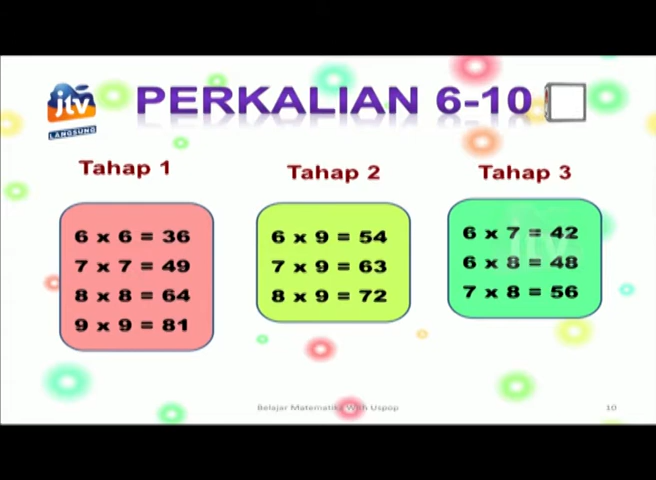 jtv
LANGSUNG
PERKALIAN 6-10
Tahap 1
6 x 6 = 36
7 x 7 = 49
8 x 8 = 64
9 x 9 = 81
Tahap 2
6 x 9 = 54
7 x 9 = 63
8 x 9 = 72
Tahap 3
6 x 7 = 42
6 x 8 = 48
7 x 8 = 56
jtv
Belajar Matematika With Uspop
10